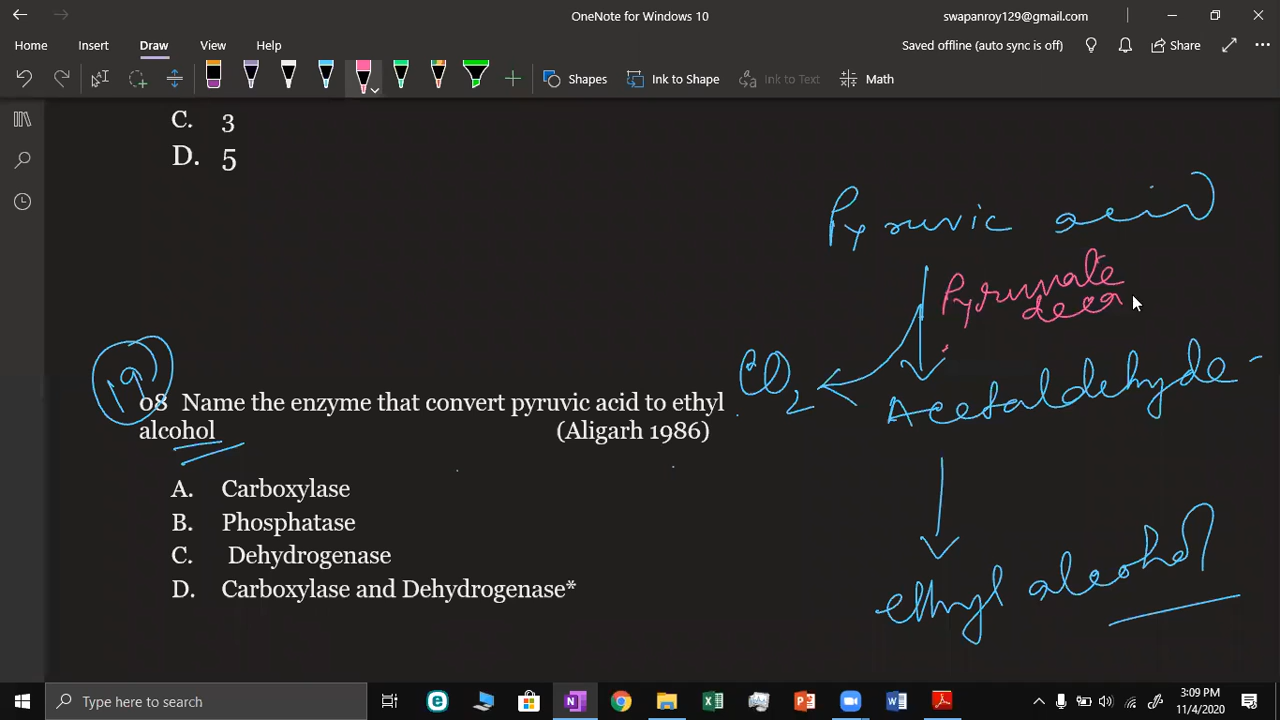 OneNote for Windows 10
swapanroy129@gmail.com
Home Insert Draw View Help
Saved offline (auto sync is off)
Share
Shapes
Ink to Shape
Ink to Text
Math
C. 3
D. 5
Pyruvic acid
Pyruvate
deca
CO2
Acetaldehyde
ethyl alcohol
19
08 Name the enzyme that convert pyruvic acid to ethyl
alcohol (Aligarh 1986)
A. Carboxylase
B. Phosphatase
C. Dehydrogenase
D. Carboxylase and Dehydrogenase*
Type here to search
3:09 PM
11/4/2020